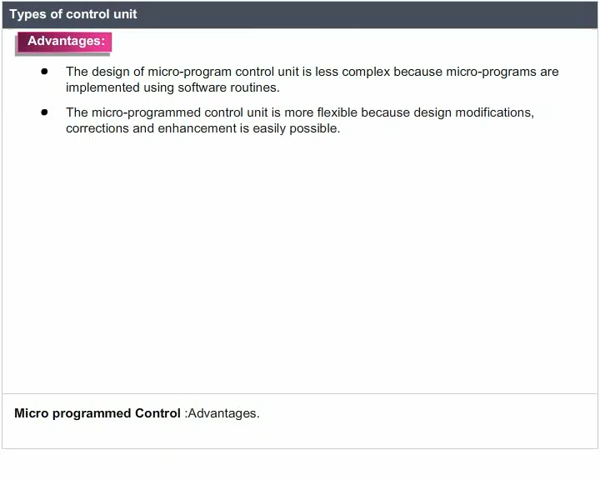 Types of control unit
Advantages:
● The design of micro-program control unit is less complex because micro-programs are
implemented using software routines.
● The micro-programmed control unit is more flexible because design modifications,
corrections and enhancement is easily possible.
Micro programmed Control :Advantages.